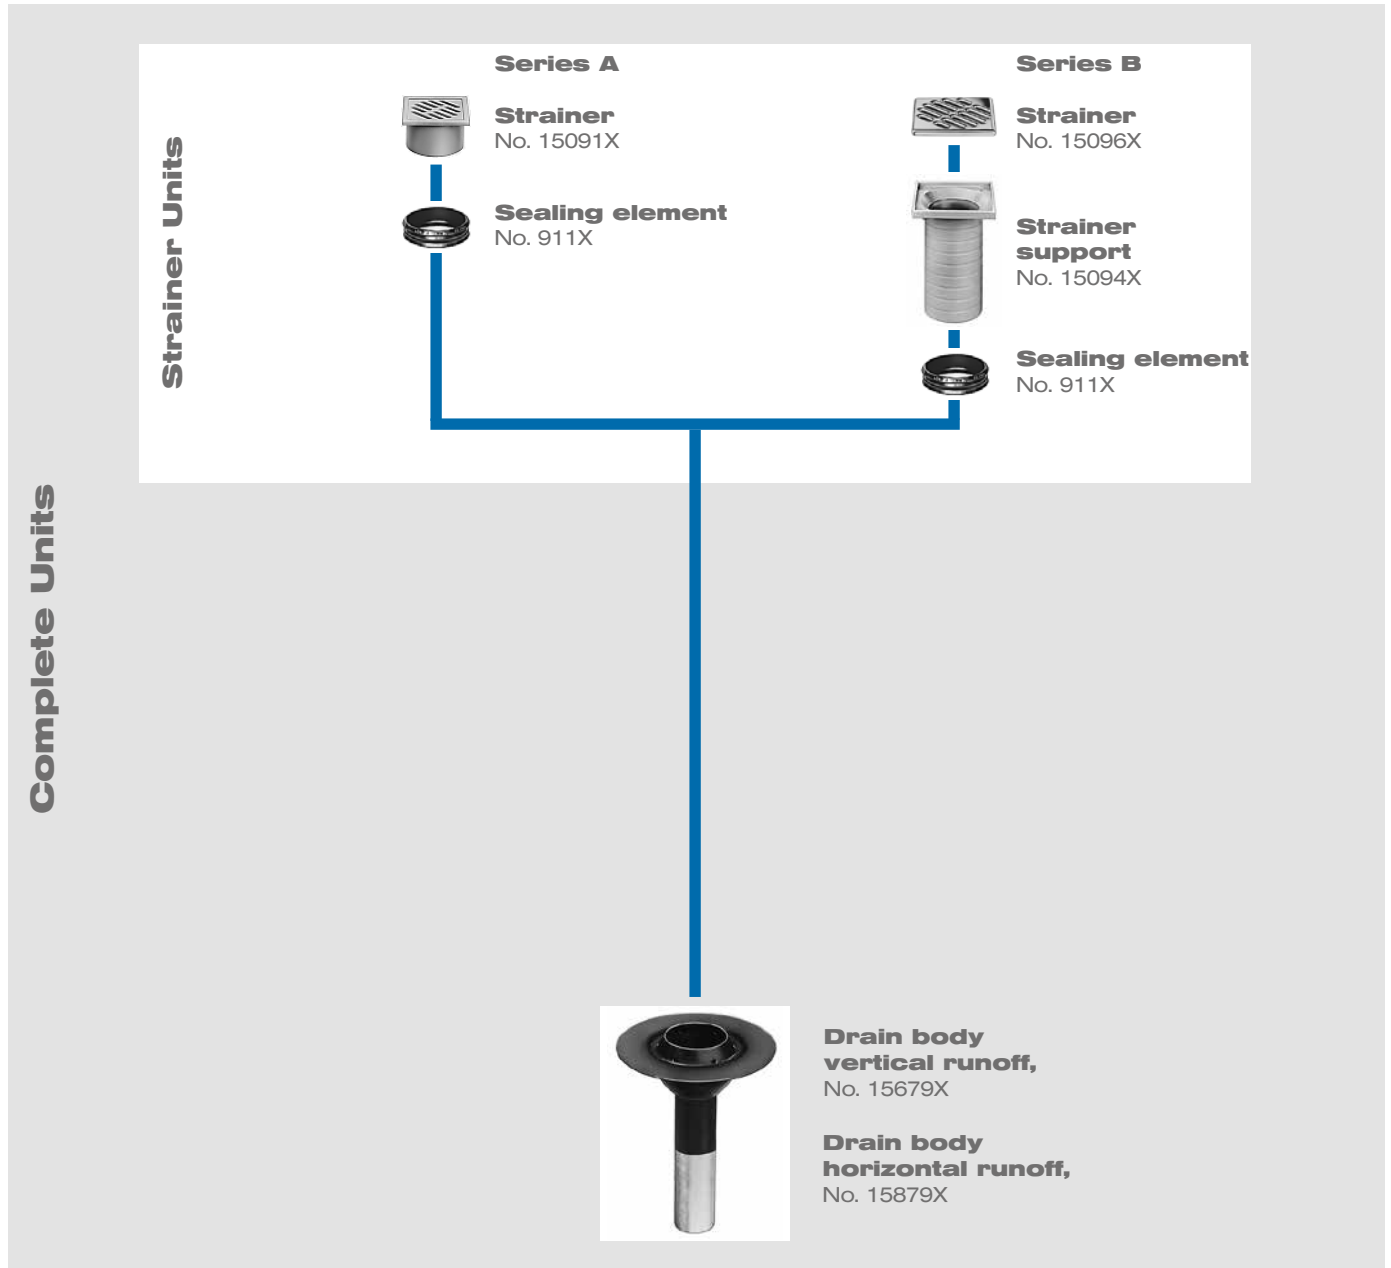 Complete Units
Strainer Units
Series A
Strainer
No. 15091X
Sealing element
No. 911X
Series B
Strainer
No. 15096X
Strainer
support
No. 15094X
Sealing element
No. 911X
Drain body
vertical runoff,
No. 15679X
Drain body
horizontal runoff,
No. 15879X